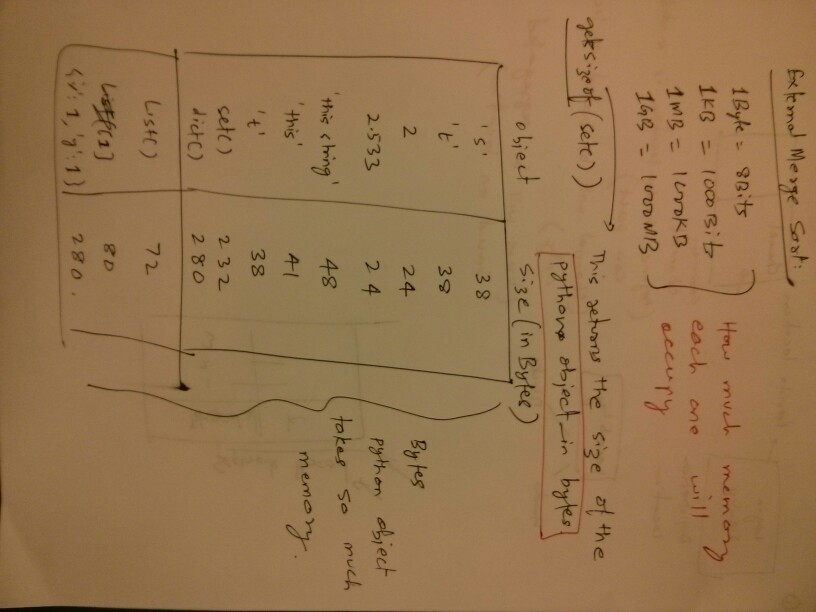 External Merge Sort:
1Byte = 8Bits
1KB = 1000Bits
1MB = 1000KB
1GB = 1000MB
How much memory
each one will
occupy
getsizeof(set())
This returns the size of the
python object in bytes
object size (in Bytes)
's' 38
't' 38
2 24
2.533 24
'this string' 48
'this' 41
't' 38
set() 232
dict() 280
List() 72
List([1] 80
{'x':1,'y':1} 280.
Bytes
python object
takes so much
memory.